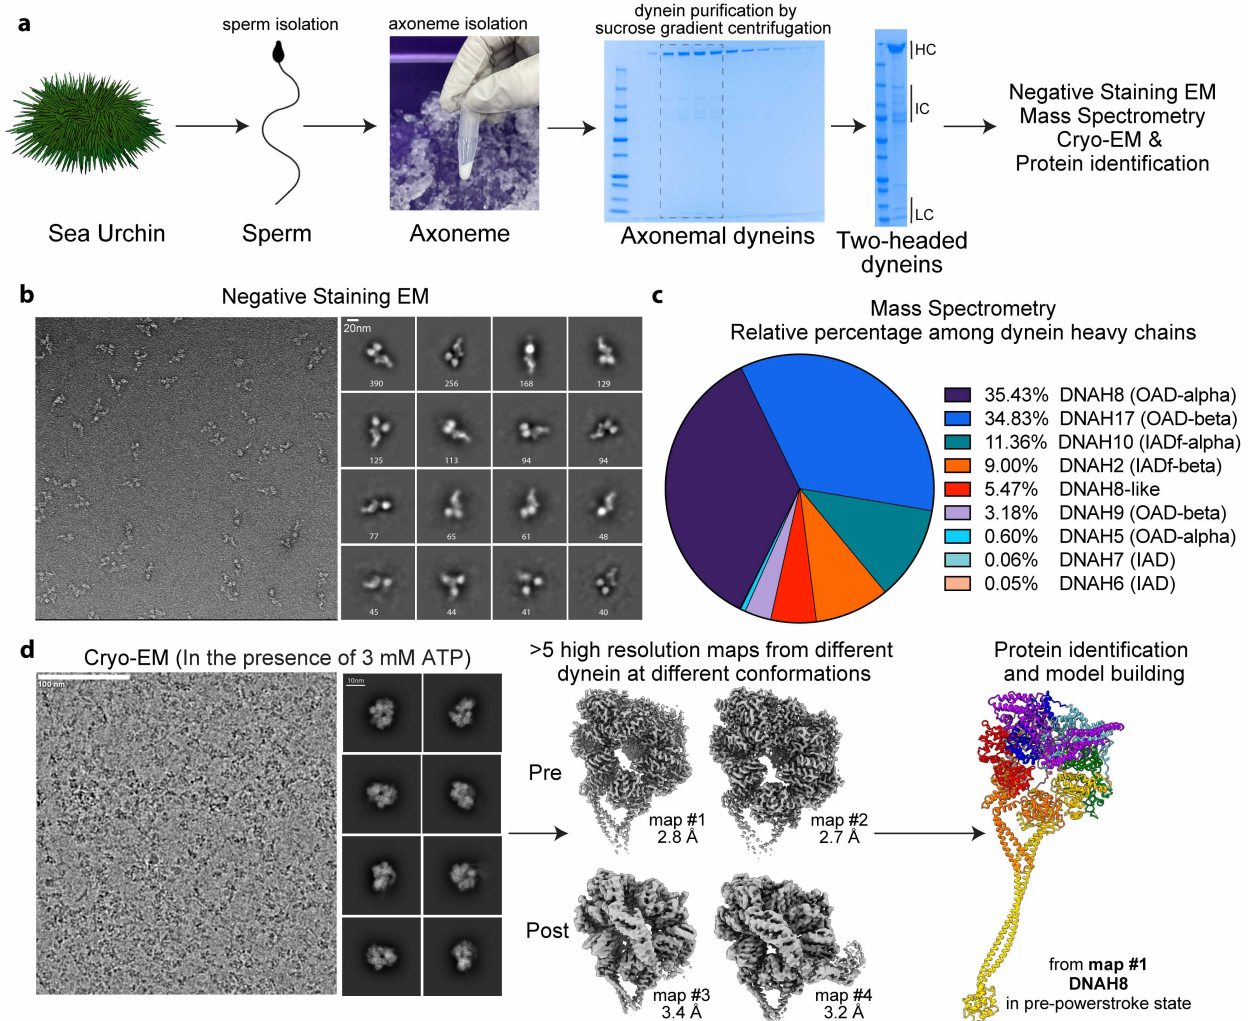 a
sperm isolation
axoneme isolation
dynein purification by
sucrose gradient centrifugation
HC
IC
LC
Negative Staining EM
Mass Spectrometry
Cryo-EM &
Protein identification
Sea Urchin
Sperm
Axoneme
Axonemal dyneins
Two-headed
dyneins
b
Negative Staining EM
20nm
390
256
168
129
125
113
94
94
77
65
61
48
45
44
41
40
c
Mass Spectrometry
Relative percentage among dynein heavy chains
35.43% DNAH8 (OAD-alpha)
34.83% DNAH17 (OAD-beta)
11.36% DNAH10 (IADf-alpha)
9.00% DNAH2 (IADf-beta)
5.47% DNAH8-like
3.18% DNAH9 (OAD-beta)
0.60% DNAH5 (OAD-alpha)
0.06% DNAH7 (IAD)
0.05% DNAH6 (IAD)
d
Cryo-EM (In the presence of 3 mM ATP)
100 nm
10nm
>5 high resolution maps from different
dynein at different conformations
Pre
map #1
2.8 Å
map #2
2.7 Å
Post
map #3
3.4 Å
map #4
3.2 Å
Protein identification
and model building
from map #1
DNAH8
in pre-powerstroke state